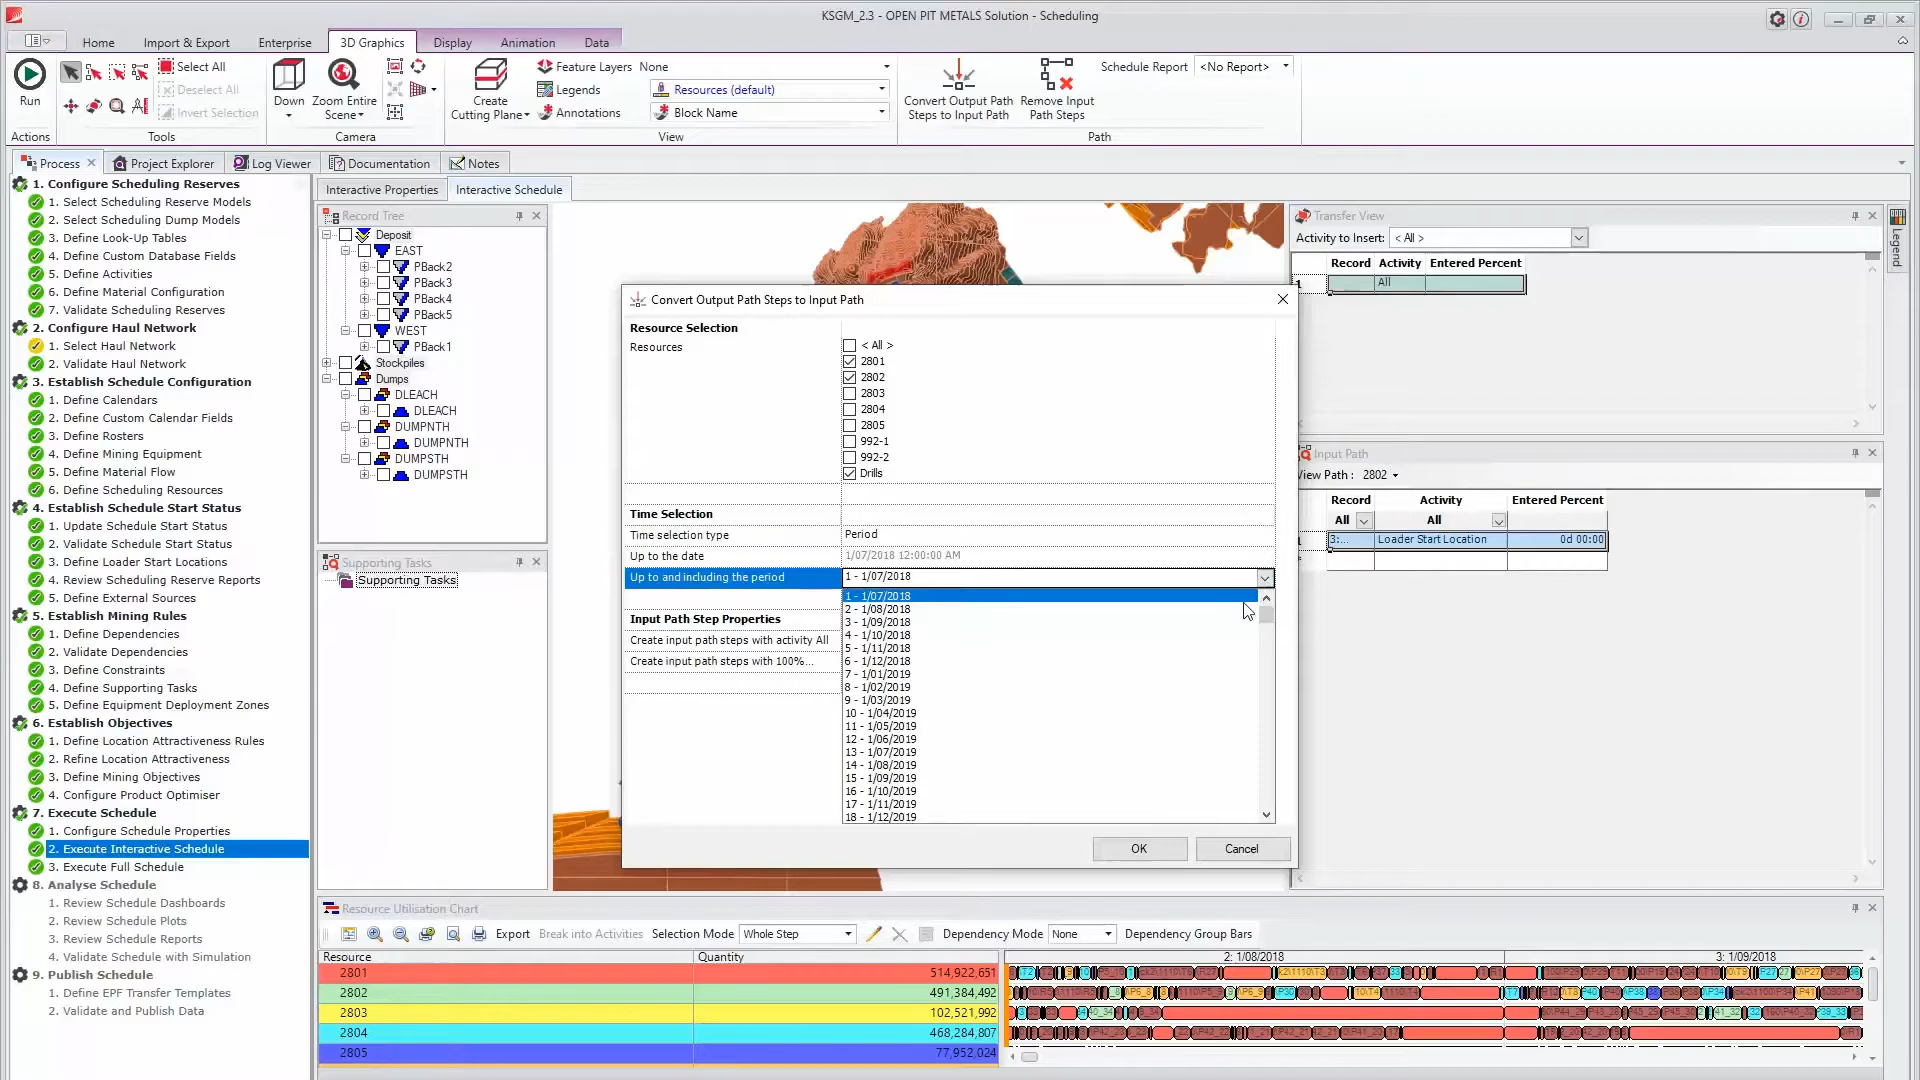 KSGM_2.3 - OPEN PIT METALS Solution - Scheduling
Home Import & Export Enterprise 3D Graphics Display Animation Data
Run
Actions
Select All
Deselect All
Invert Selection
Tools
Down
Zoom Entire
Scene
Camera
Create
Cutting Plane
Feature Layers None
Legends Resources (default)
Annotations Block Name
View
Convert Output Path
Steps to Input Path
Remove Input
Path Steps
Schedule Report <No Report>
Path
Process Project Explorer Log Viewer Documentation Notes
1. Configure Scheduling Reserves
1. Select Scheduling Reserve Models
2. Select Scheduling Dump Models
3. Define Look-Up Tables
4. Define Custom Database Fields
5. Define Activities
6. Define Material Configuration
7. Validate Scheduling Reserves
2. Configure Haul Network
1. Select Haul Network
2. Validate Haul Network
3. Establish Schedule Configuration
1. Define Calendars
2. Define Custom Calendar Fields
3. Define Rosters
4. Define Mining Equipment
5. Define Material Flow
6. Define Scheduling Resources
4. Establish Schedule Start Status
1. Update Schedule Start Status
2. Validate Schedule Start Status
3. Define Loader Start Locations
4. Review Scheduling Reserve Reports
5. Define External Sources
5. Establish Mining Rules
1. Define Dependencies
2. Validate Dependencies
3. Define Constraints
4. Define Supporting Tasks
5. Define Equipment Deployment Zones
6. Establish Objectives
1. Define Location Attractiveness Rules
2. Refine Location Attractiveness
3. Define Mining Objectives
4. Configure Product Optimiser
7. Execute Schedule
1. Configure Schedule Properties
2. Execute Interactive Schedule
3. Execute Full Schedule
8. Analyse Schedule
1. Review Schedule Dashboards
2. Review Schedule Plots
3. Review Schedule Reports
4. Validate Schedule with Simulation
9. Publish Schedule
1. Define EPF Transfer Templates
2. Validate and Publish Data
Interactive Properties Interactive Schedule
Record Tree
Deposit
EAST
PBack2
PBack3
PBack4
PBack5
WEST
PBack1
Stockpiles
Dumps
DLEACH
DLEACH
DUMPNTH
DUMPNTH
DUMPSTH
DUMPSTH
Supporting Tasks
Supporting Tasks
Convert Output Path Steps to Input Path
Resource Selection
Resources
< All >
2801
2802
2803
2804
2805
992-1
992-2
Drills
Time Selection
Time selection type Period
Up to the date 1/07/2018 12:00:00 AM
Up to and including the period 1 - 1/07/2018
1 - 1/07/2018
2 - 1/08/2018
3 - 1/09/2018
4 - 1/10/2018
5 - 1/11/2018
6 - 1/12/2018
7 - 1/01/2019
8 - 1/02/2019
9 - 1/03/2019
10 - 1/04/2019
11 - 1/05/2019
12 - 1/06/2019
13 - 1/07/2019
14 - 1/08/2019
15 - 1/09/2019
16 - 1/10/2019
17 - 1/11/2019
18 - 1/12/2019
Input Path Step Properties
Create input path steps with activity All
Create input path steps with 100%...
OK Cancel
Transfer View
Activity to Insert: < All >
Record Activity Entered Percent
1 All
Legend
Input Path
View Path : 2802
Record Activity Entered Percent
All All
1 3:... Loader Start Location 0d 00:00
Resource Utilisation Chart
Export Break into Activities Selection Mode Whole Step Dependency Mode None Dependency Group Bars
Resource Quantity 2: 1/08/2018 3: 1/09/2018
2801 514,922,651
2802 491,384,492
2803 102,521,992
2804 468,284,807
2805 77,952,024